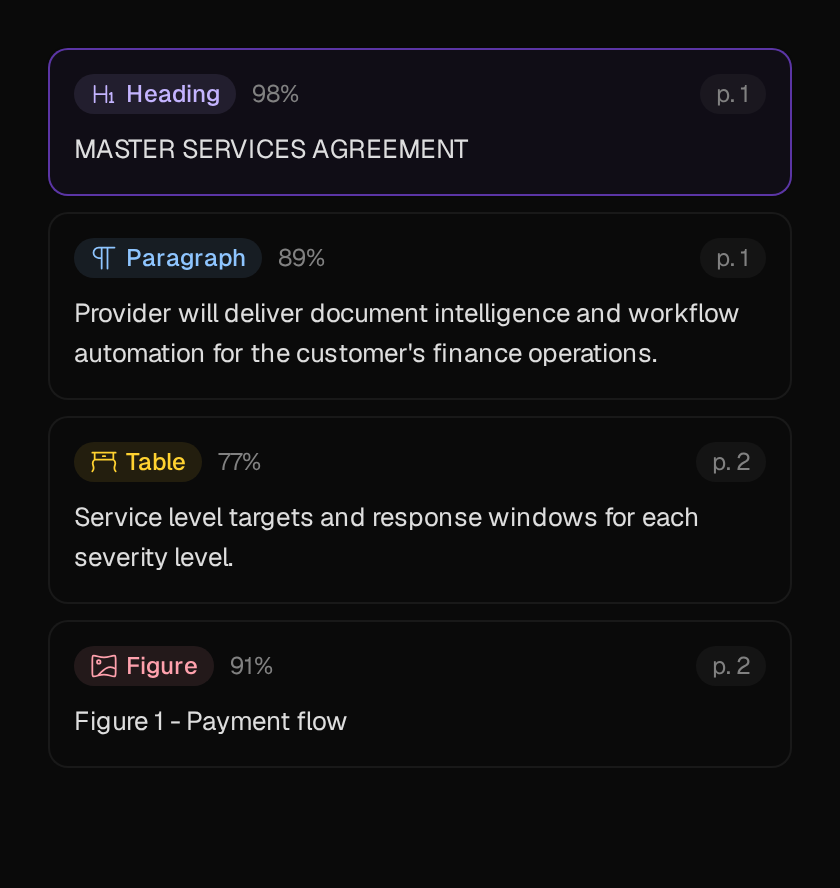 Heading 98% p. 1
MASTER SERVICES AGREEMENT
Paragraph 89% p. 1
Provider will deliver document intelligence and workflow
automation for the customer's finance operations.
Table 77% p. 2
Service level targets and response windows for each
severity level.
Figure 91% p. 2
Figure 1 - Payment flow